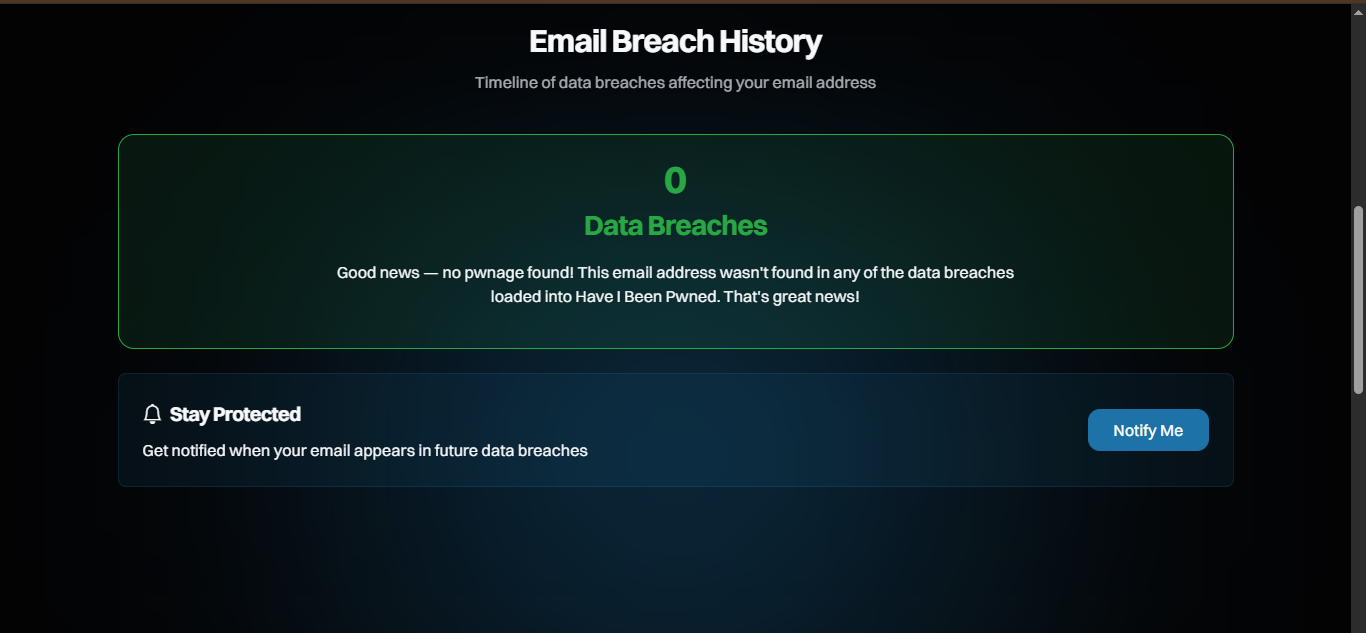 Email Breach History
Timeline of data breaches affecting your email address
0
Data Breaches
Good news — no pwnage found! This email address wasn't found in any of the data breaches
loaded into Have I Been Pwned. That's great news!
Stay Protected
Get notified when your email appears in future data breaches
Notify Me